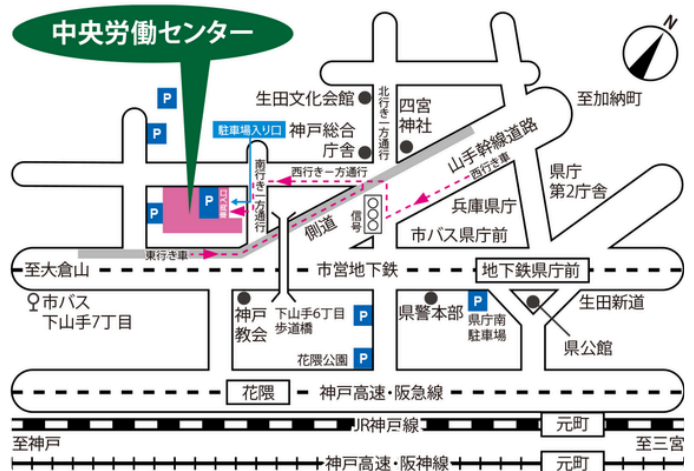 中央労働センター
N
P
生田文化会館
北行き一方通行
四宮
神社
至加納町
P
駐車場入り口
神戸総合
庁舎
山手幹線道路
西行き車
南行き一方通行
西行き一方通行
県庁
第2庁舎
P
P
車両入口
信号
側道
兵庫県庁
市バス県庁前
東行き車
至大倉山
市営地下鉄
地下鉄県庁前
市バス
下山手7丁目
神戸
教会
下山手6丁目
歩道橋
P
県警本部
P
県庁南
駐車場
生田新道
県公館
花隈公園
P
花隈
神戸高速・阪急線
JR神戸線
元町
至神戸
至三宮
神戸高速・阪神線
元町